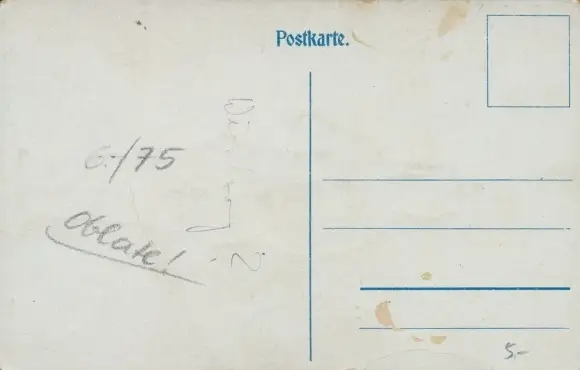 Postkarte.
6.-/75
Oblate!
5.-